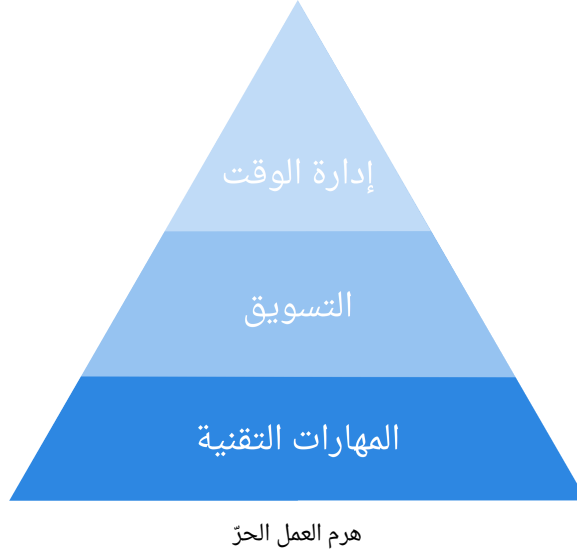 إدارة الوقت
التسويق
المهارات التقنية
هرم العمل الحرّ